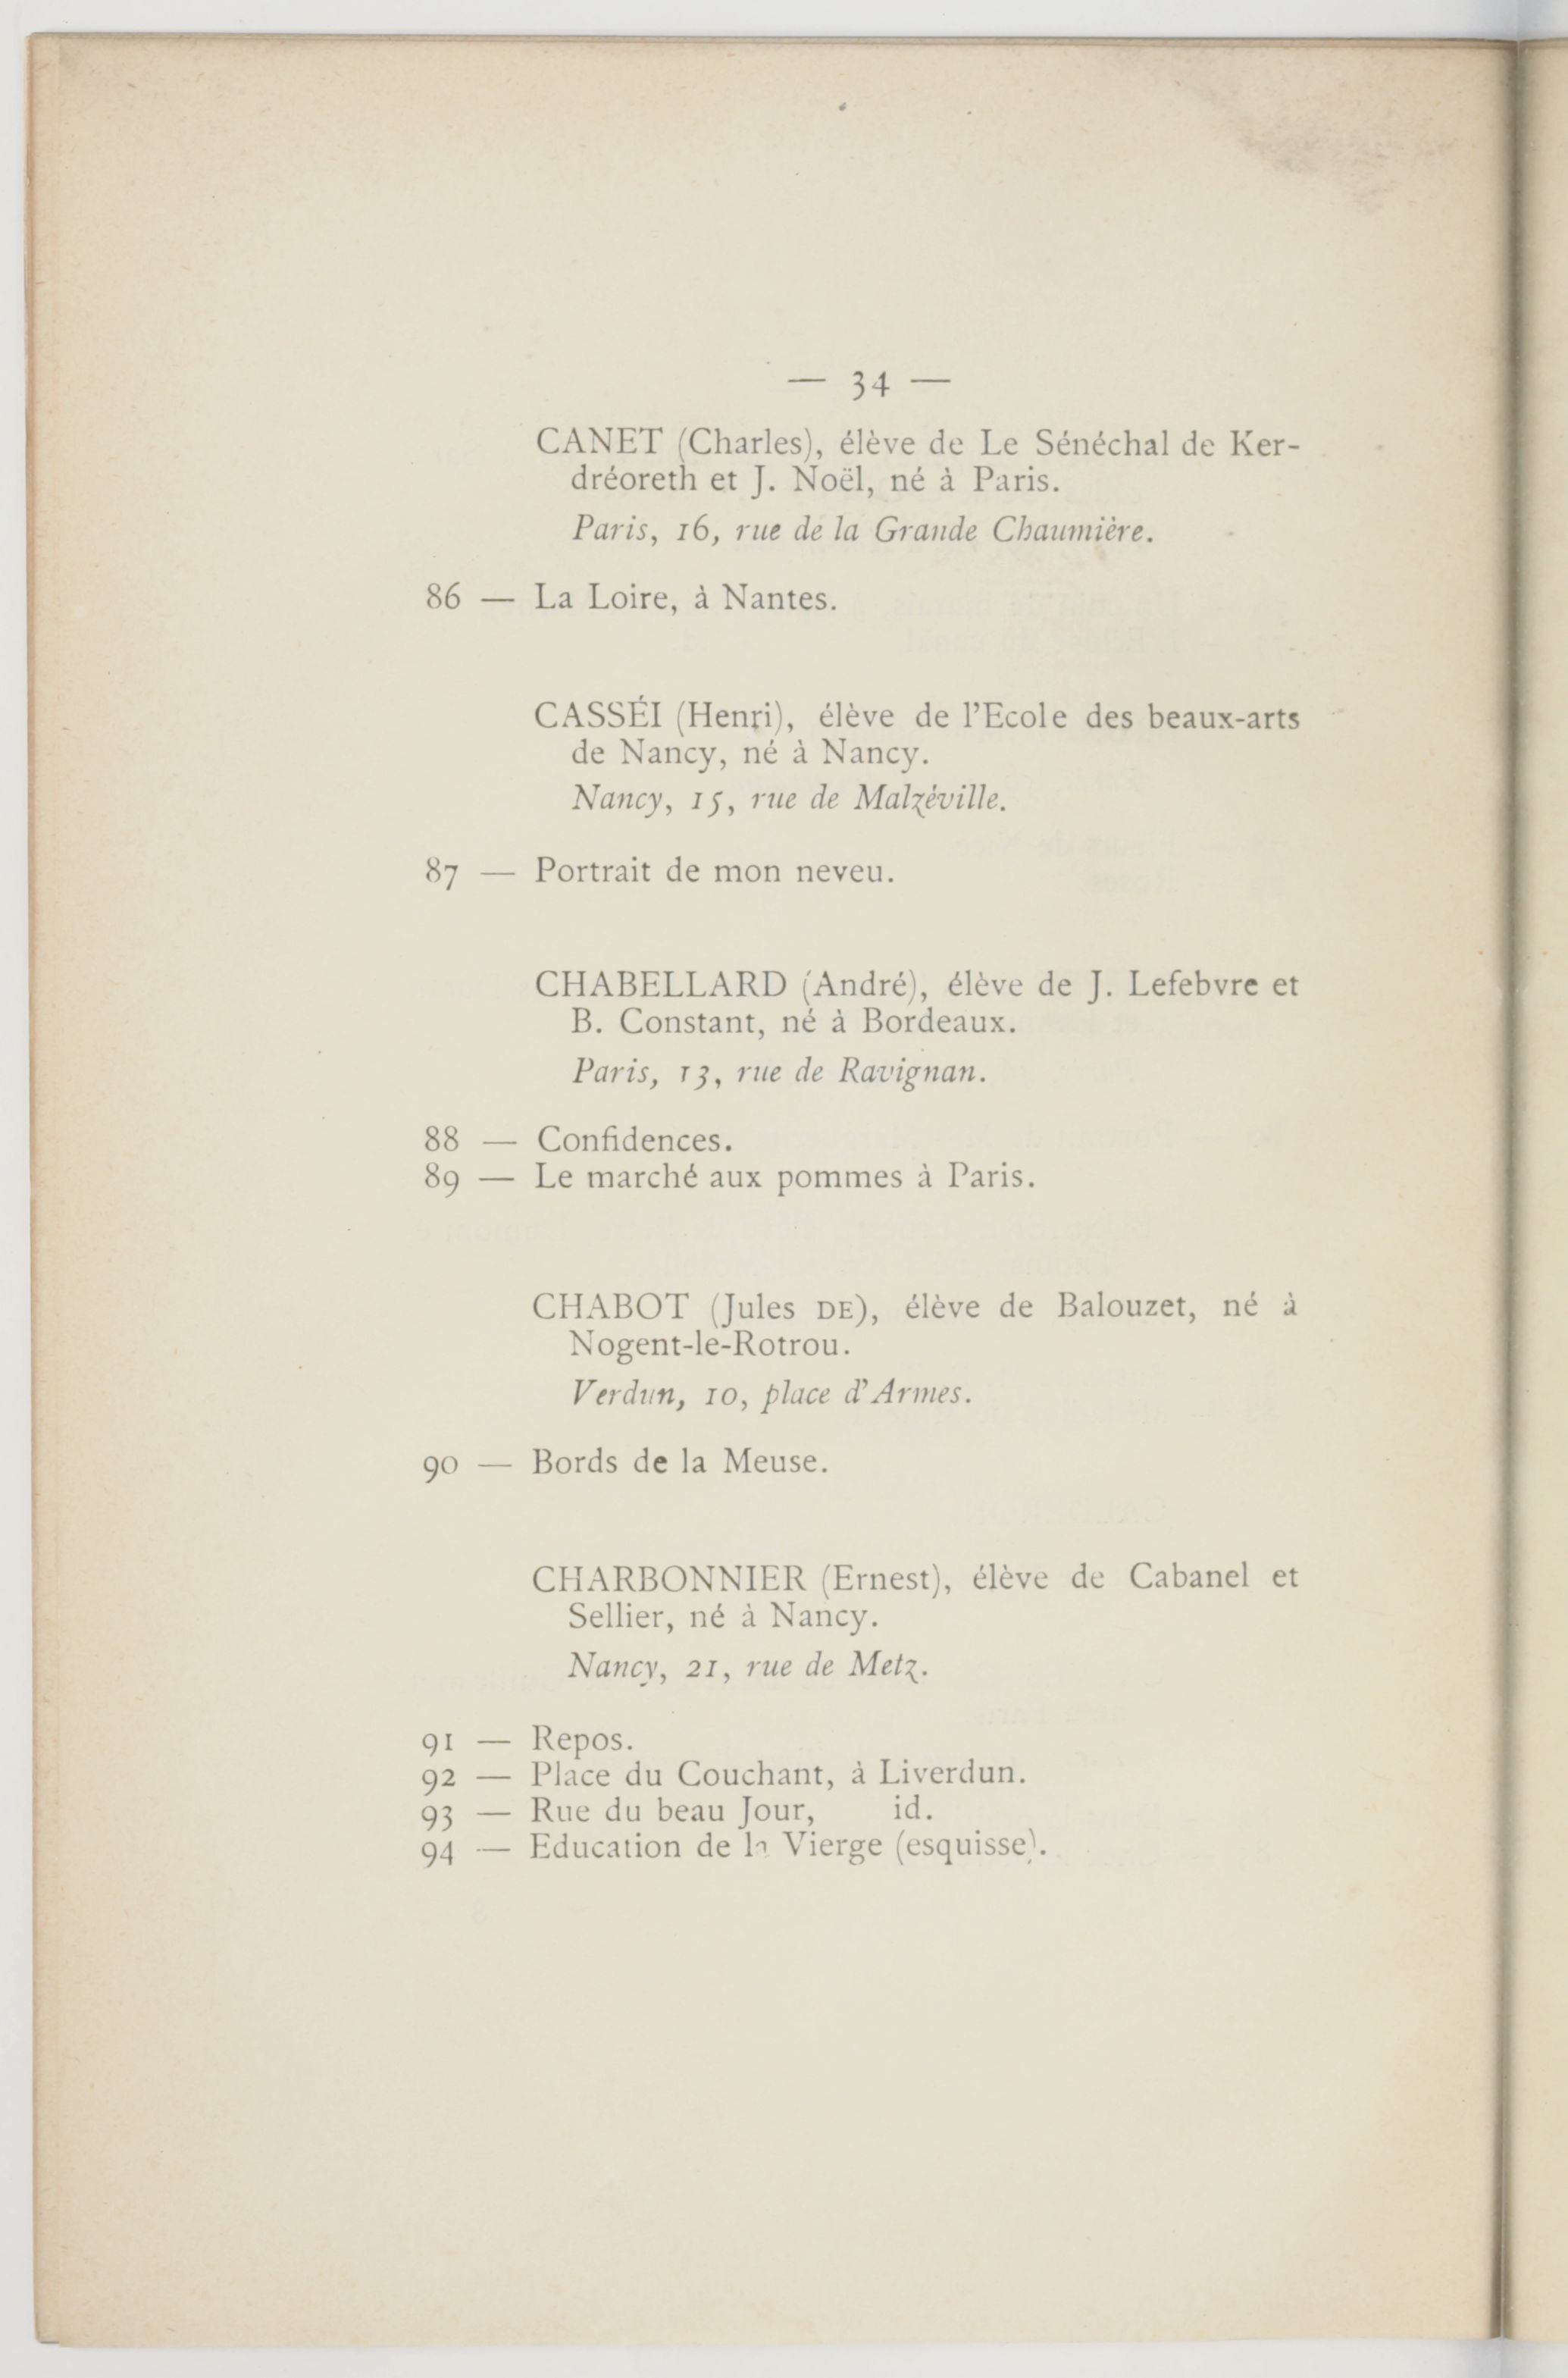 — 34 —
CANET (Charles), élève de Le Sénéchal de Ker-
dréoreth et J. Noël, né à Paris.
Paris, 16, rue de la Grande Chaumière.
86 — La Loire, à Nantes.
CASSÉI (Henri), élève de l'Ecole des beaux-arts
de Nancy, né à Nancy.
Nancy, 15, rue de Malzéville.
87 — Portrait de mon neveu.
CHABELLARD (André), élève de J. Lefebvre et
B. Constant, né à Bordeaux.
Paris, 13, rue de Ravignan.
88 — Confidences.
89 — Le marché aux pommes à Paris.
CHABOT (Jules DE), élève de Balouzet, né à
Nogent-le-Rotrou.
Verdun, 10, place d'Armes.
90 — Bords de la Meuse.
CHARBONNIER (Ernest), élève de Cabanel et
Sellier, né à Nancy.
Nancy, 21, rue de Metz.
91 — Repos.
92 — Place du Couchant, à Liverdun.
93 — Rue du beau Jour, id.
94 — Education de la Vierge (esquisse).